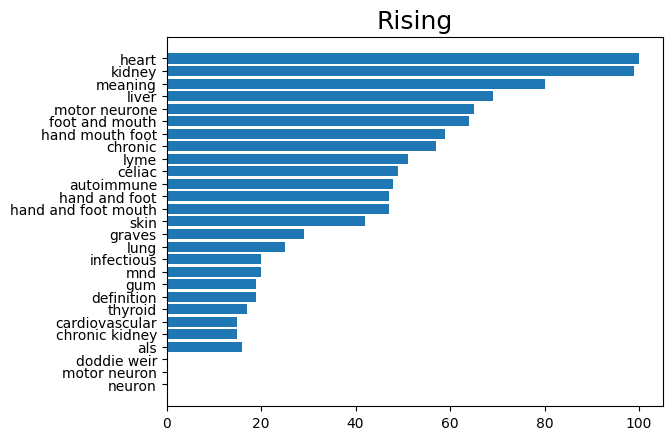 Rising
heart
kidney
meaning
liver
motor neurone
foot and mouth
hand mouth foot
chronic
lyme
celiac
autoimmune
hand and foot
hand and foot mouth
skin
graves
lung
infectious
mnd
gum
definition
thyroid
cardiovascular
chronic kidney
als
doddie weir
motor neuron
neuron
0 20 40 60 80 100